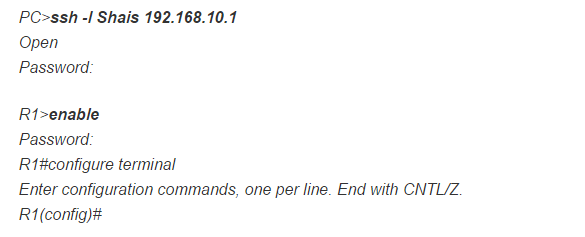 PC>ssh -l Shais 192.168.10.1
Open
Password:
R1>enable
Password:
R1#configure terminal
Enter configuration commands, one per line. End with CNTL/Z.
R1(config)#